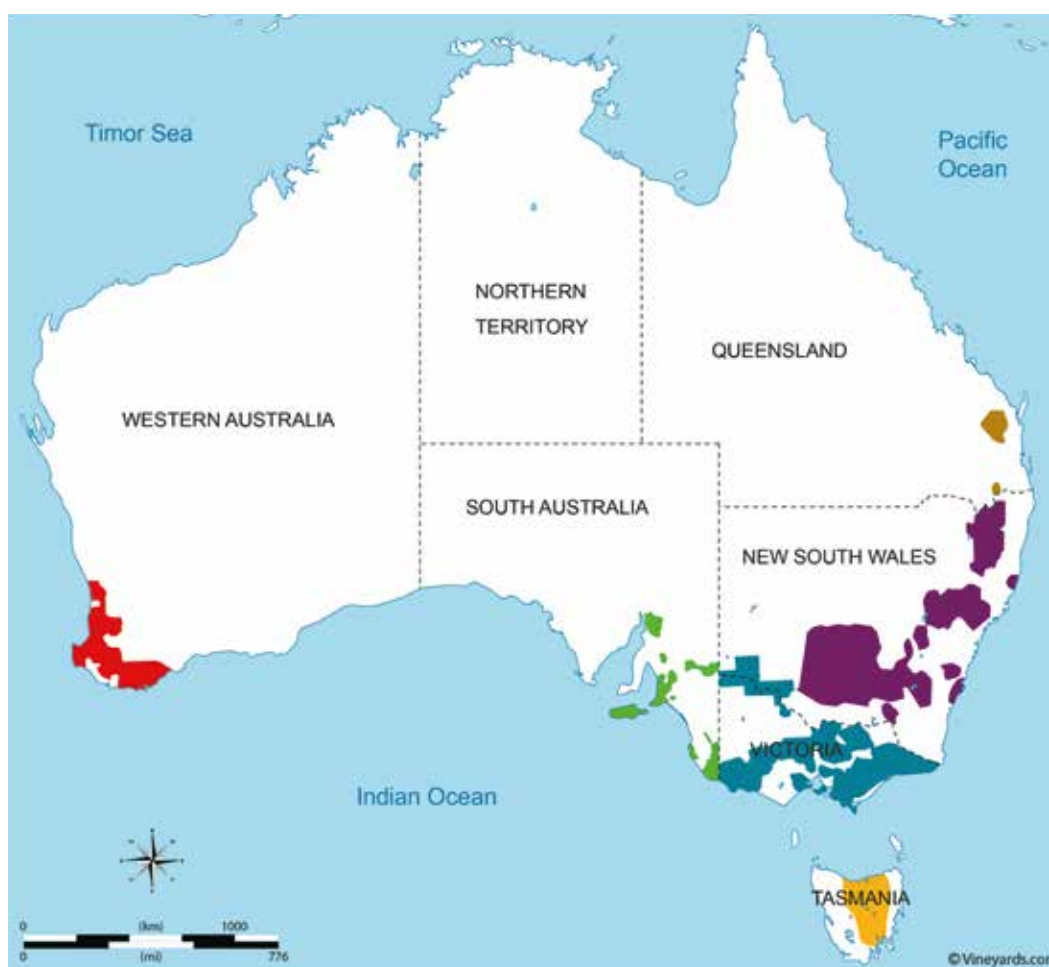 Timor Sea
Pacific
Ocean
NORTHERN
TERRITORY
QUEENSLAND
WESTERN AUSTRALIA
SOUTH AUSTRALIA
NEW SOUTH WALES
VICTORIA
Indian Ocean
TASMANIA
0 (km) 1000
0 (mi) 776
©Vineyards.com